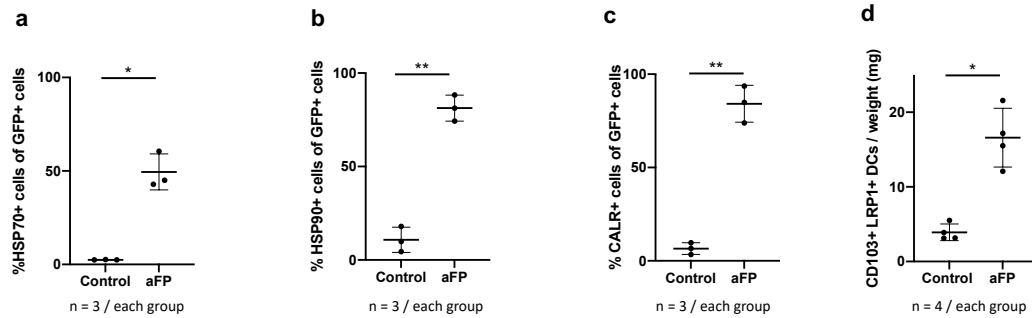 a
%HSP70+ cells of GFP+ cells
100
50
0
*
Control aFP
n = 3 / each group
b
% HSP90+ cells of GFP+ cells
100
50
0
**
Control aFP
n = 3 / each group
c
% CALR+ cells of GFP+ cells
100
50
0
**
Control aFP
n = 3 / each group
d
CD103+ LRP1+ DCs / weight (mg)
20
10
0
*
Control aFP
n = 4 / each group